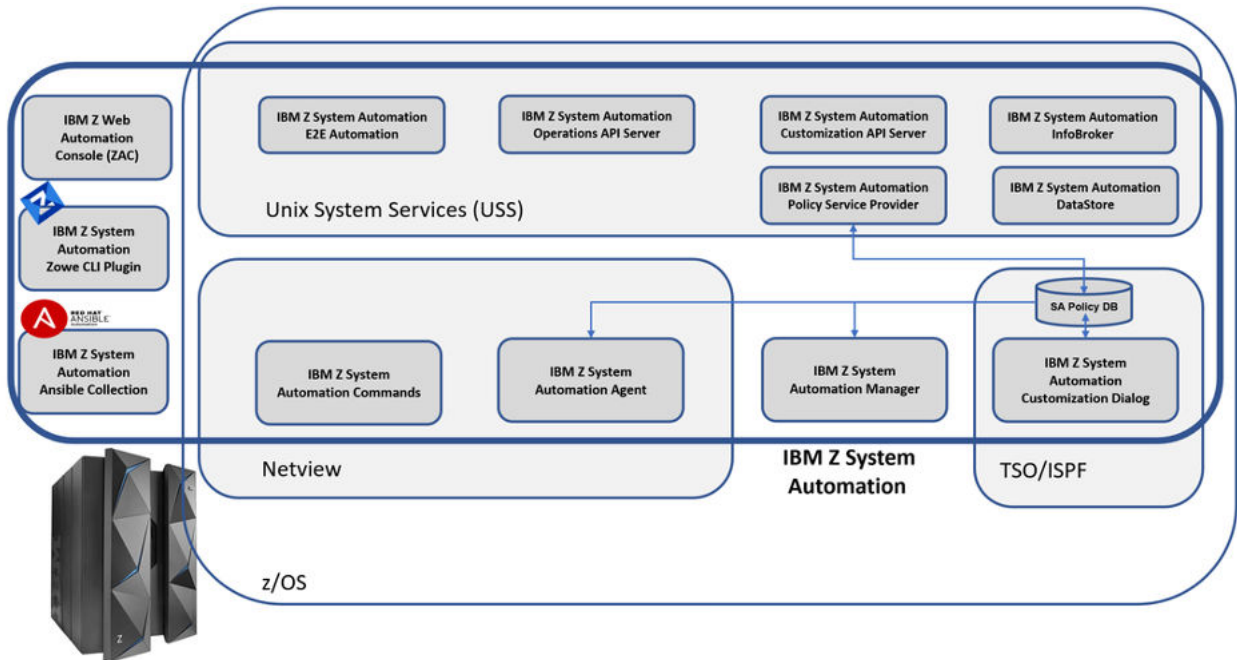 IBM Z Web
Automation
Console (ZAC)
IBM Z System
Automation
Zowe CLI Plugin
RED HAT
ANSIBLE
Automation
IBM Z System
Automation
Ansible Collection
IBM Z System Automation
E2E Automation
IBM Z System Automation
Operations API Server
IBM Z System Automation
Customization API Server
IBM Z System Automation
InfoBroker
IBM Z System Automation
Policy Service Provider
IBM Z System Automation
DataStore
Unix System Services (USS)
SA Policy DB
IBM Z System
Automation Commands
IBM Z System
Automation Agent
IBM Z System
Automation Manager
IBM Z System
Automation
Customization Dialog
Netview
IBM Z System
Automation
TSO/ISPF
z/OS
Z